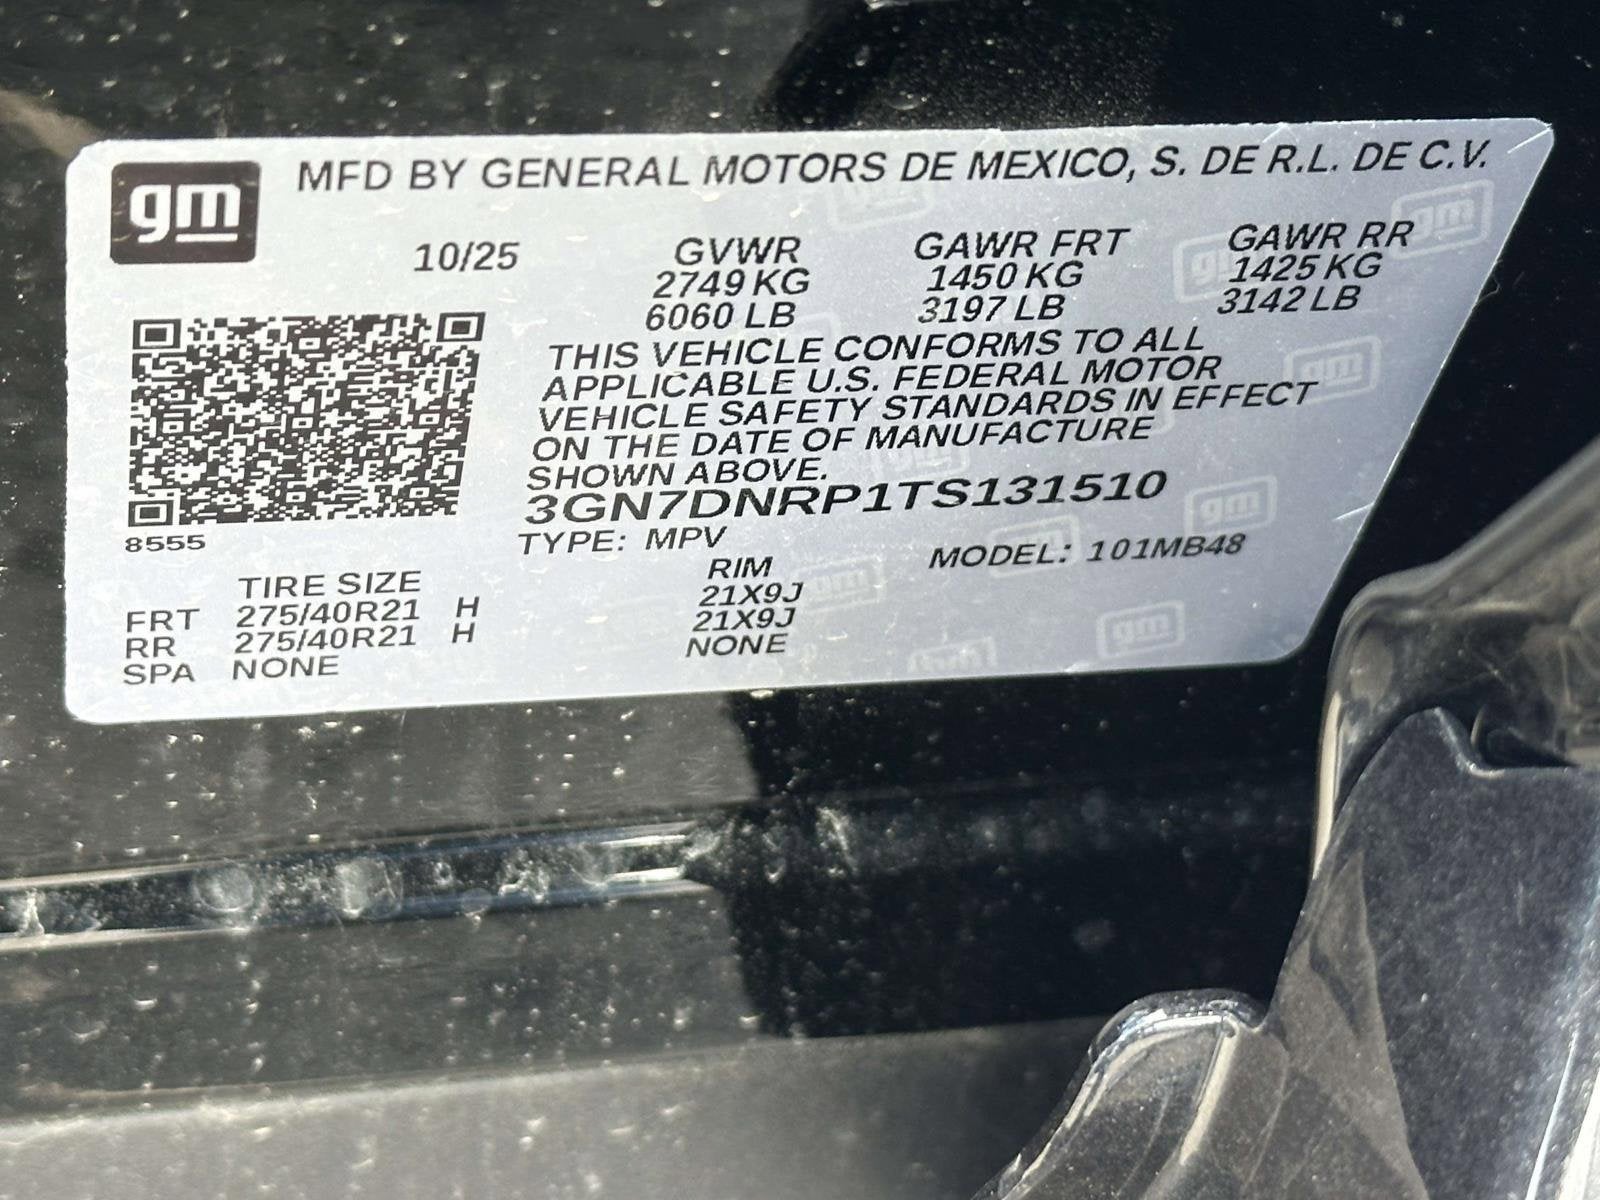 gm MFD BY GENERAL MOTORS DE MEXICO, S. DE R.L. DE C.V.
10/25 GVWR GAWR FRT GAWR RR
2749 KG 1450 KG 1425 KG
6060 LB 3197 LB 3142 LB
THIS VEHICLE CONFORMS TO ALL
APPLICABLE U.S. FEDERAL MOTOR
VEHICLE SAFETY STANDARDS IN EFFECT
ON THE DATE OF MANUFACTURE
SHOWN ABOVE.
3GN7DNRP1TS131510
8555 TYPE: MPV MODEL: 101MB48
TIRE SIZE RIM
FRT 275/40R21 H 21X9J
RR 275/40R21 H 21X9J
SPA NONE NONE